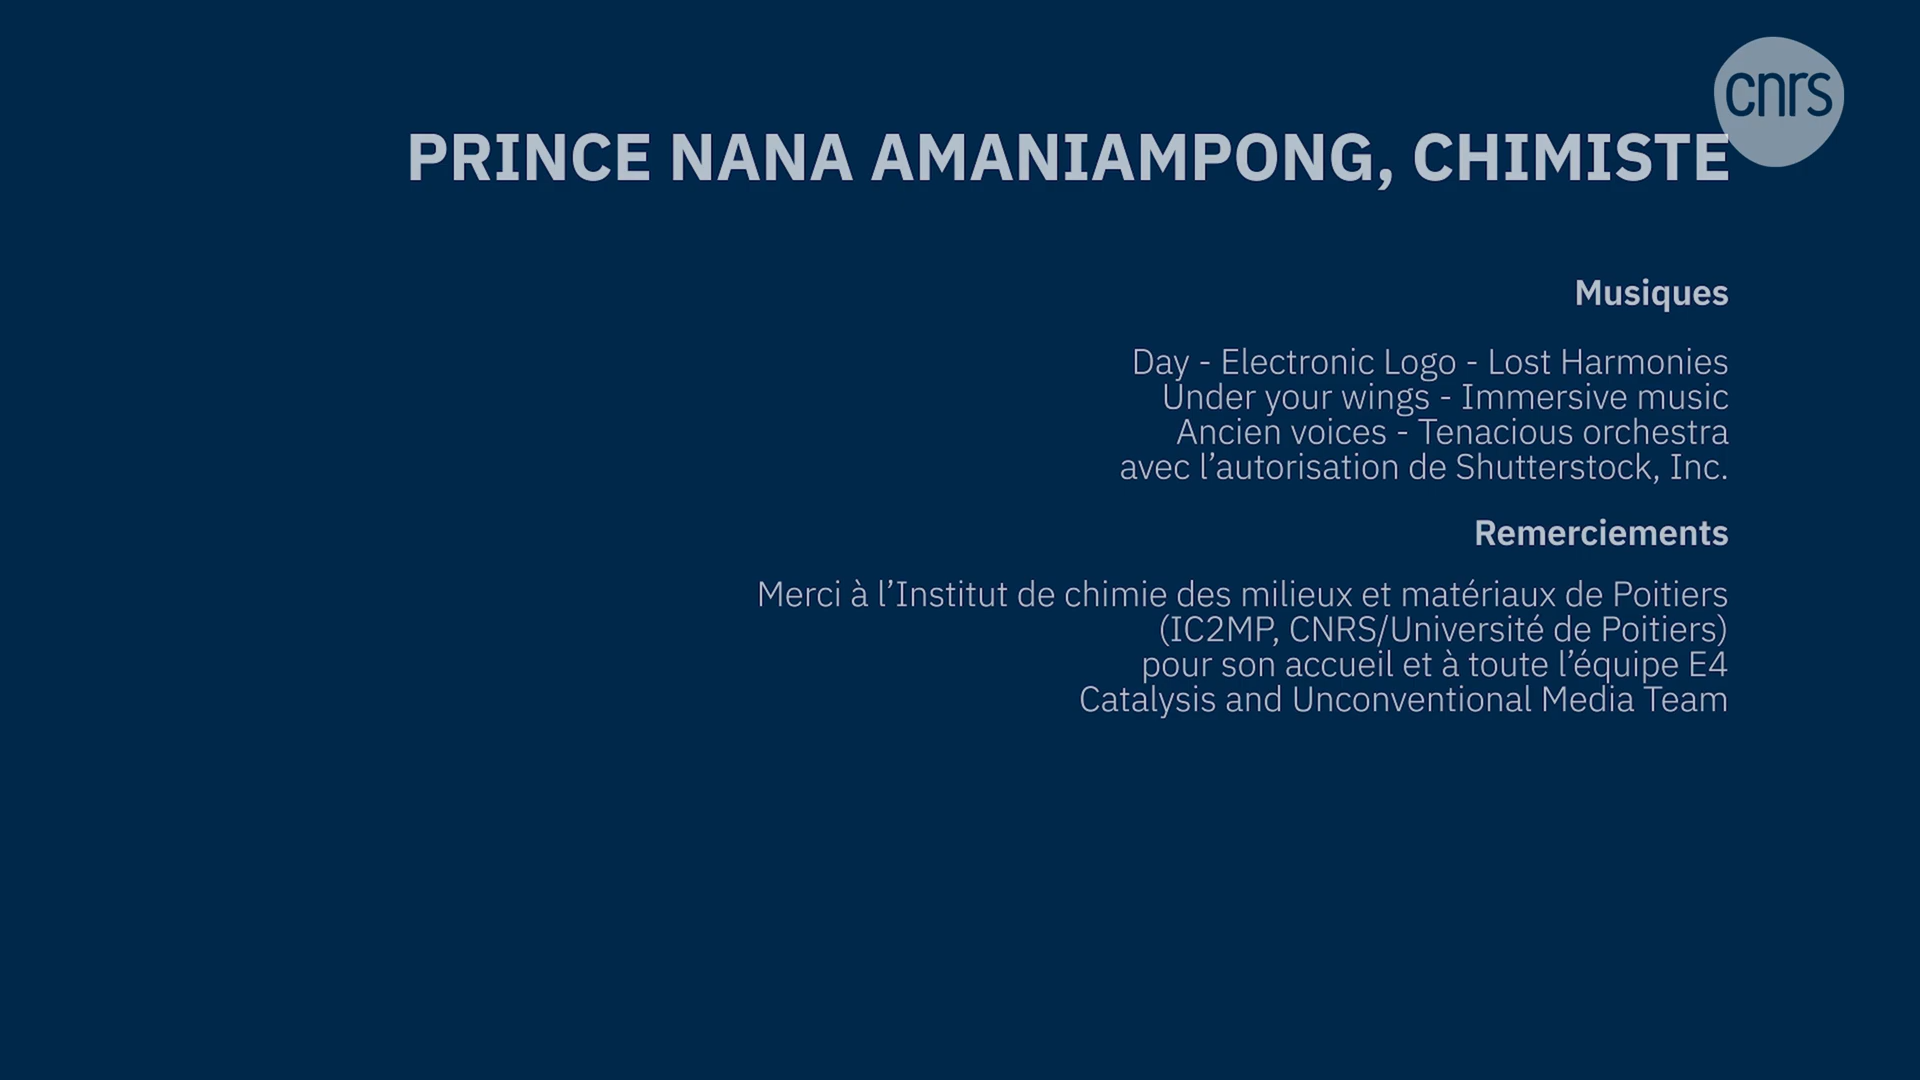 cnrs
PRINCE NANA AMANIAMPONG, CHIMISTE
Musiques
Day - Electronic Logo - Lost Harmonies
Under your wings - Immersive music
Ancien voices - Tenacious orchestra
avec l’autorisation de Shutterstock, Inc.
Remerciements
Merci à l’Institut de chimie des milieux et matériaux de Poitiers
(IC2MP, CNRS/Université de Poitiers)
pour son accueil et à toute l’équipe E4
Catalysis and Unconventional Media Team